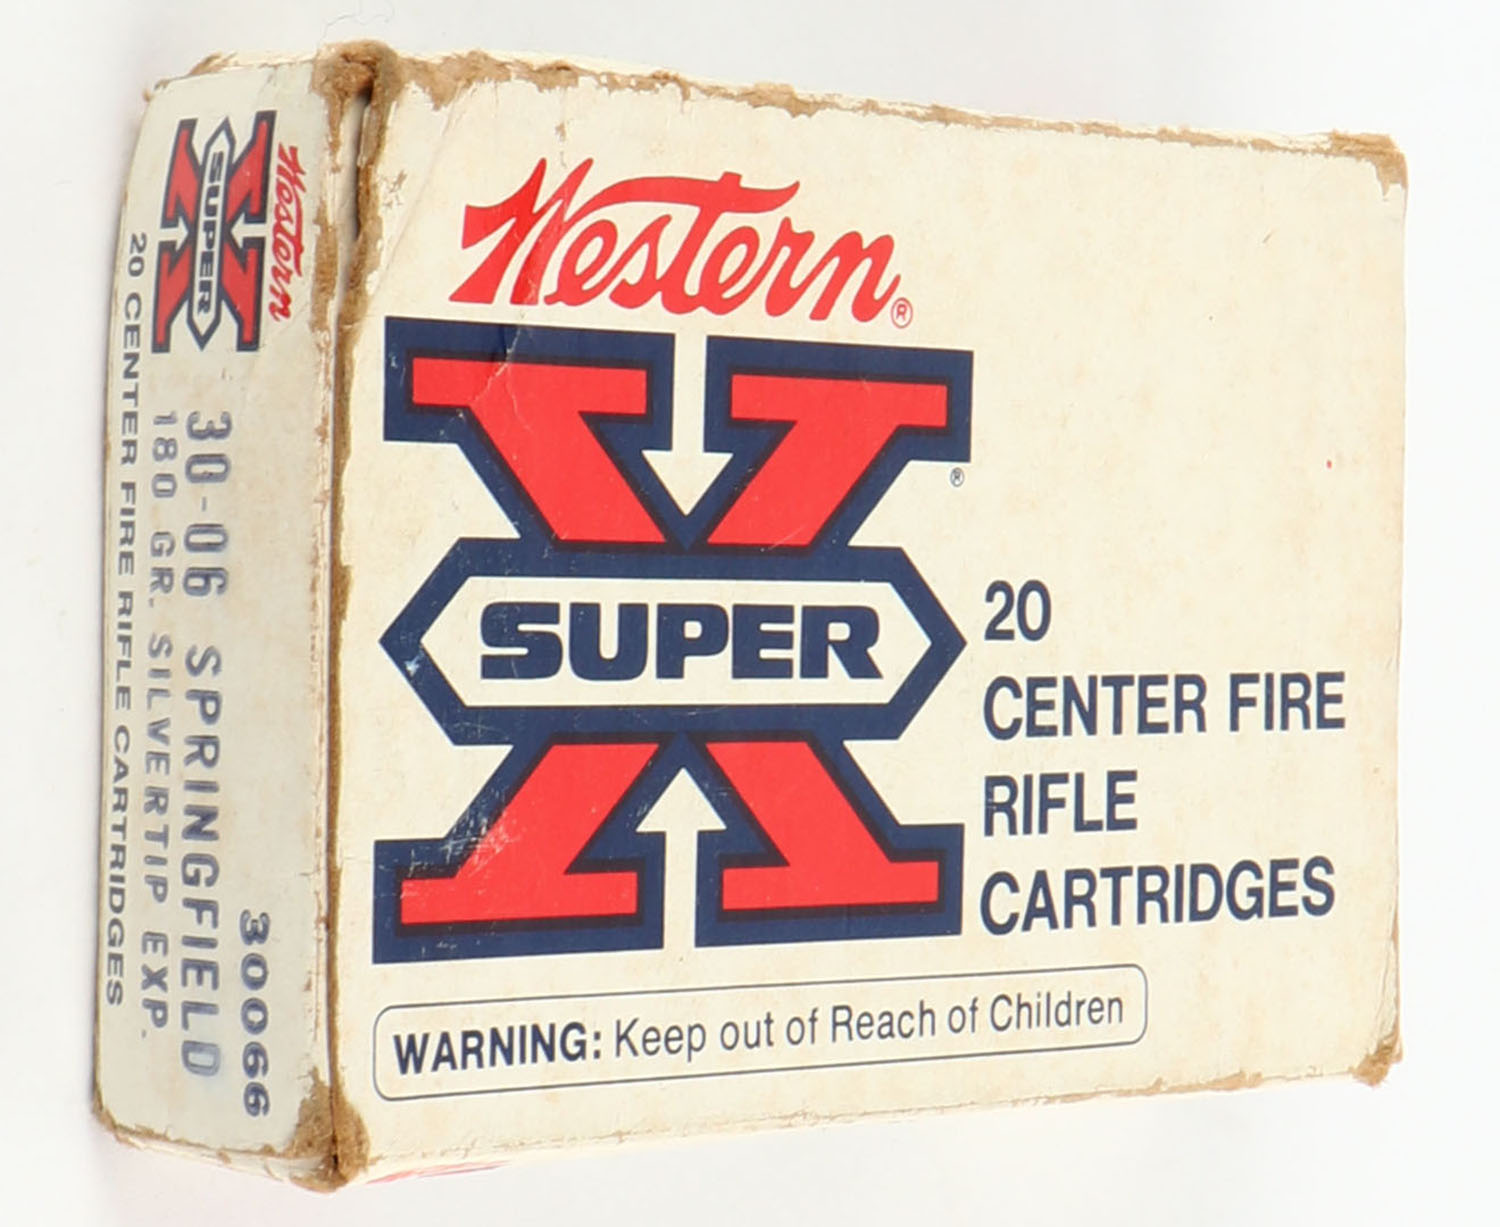 Western®
SUPER X®
20
CENTER FIRE
RIFLE
CARTRIDGES
WARNING: Keep out of Reach of Children
Western
SUPER X
30-06 SPRINGFIELD
180 GR. SILVERTIP EXP.
20 CENTER FIRE RIFLE CARTRIDGES
30066